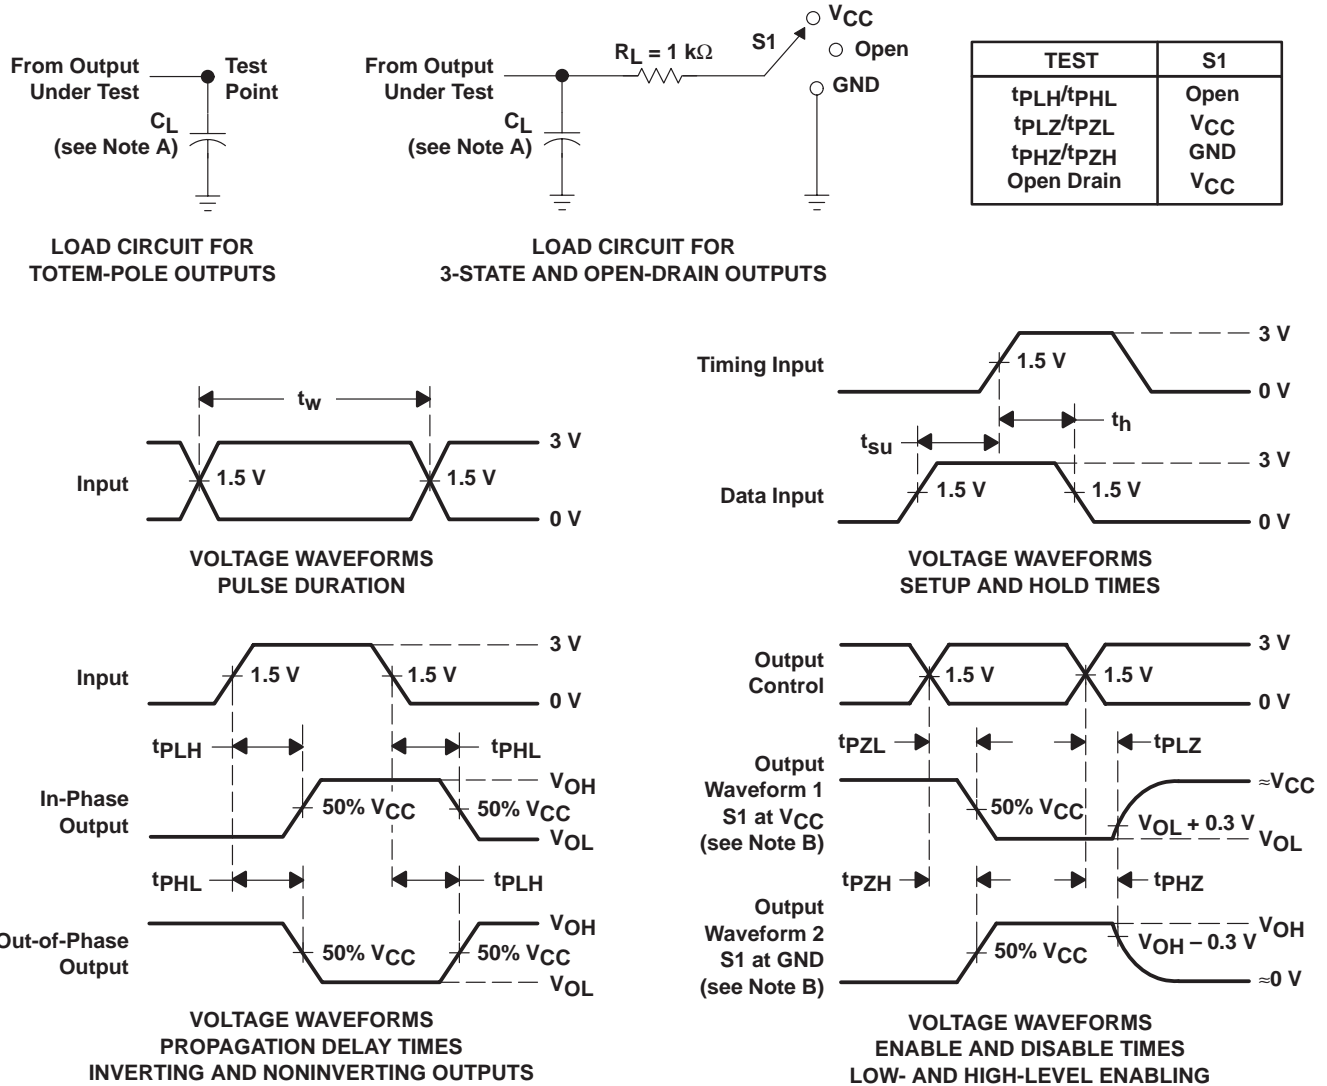 From Output
Under Test
Test
Point
CL
(see Note A)
LOAD CIRCUIT FOR
TOTEM-POLE OUTPUTS
From Output
Under Test
RL = 1 kΩ
S1
VCC
Open
GND
CL
(see Note A)
LOAD CIRCUIT FOR
3-STATE AND OPEN-DRAIN OUTPUTS
TEST S1
tPLH/tPHL Open
tPLZ/tPZL VCC
tPHZ/tPZH GND
Open Drain VCC
tw
Input
1.5 V
1.5 V
3 V
0 V
VOLTAGE WAVEFORMS
PULSE DURATION
Timing Input
1.5 V
3 V
0 V
tsu
th
Data Input
1.5 V
1.5 V
3 V
0 V
VOLTAGE WAVEFORMS
SETUP AND HOLD TIMES
Input
1.5 V
1.5 V
3 V
0 V
tPLH
tPHL
In-Phase
Output
50% VCC
50% VCC
VOH
VOL
tPHL
tPLH
Out-of-Phase
Output
50% VCC
50% VCC
VOH
VOL
VOLTAGE WAVEFORMS
PROPAGATION DELAY TIMES
INVERTING AND NONINVERTING OUTPUTS
Output
Control
1.5 V
1.5 V
3 V
0 V
tPZL
tPLZ
Output
Waveform 1
S1 at VCC
(see Note B)
50% VCC
VOL + 0.3 V
≈VCC
VOL
tPZH
tPHZ
Output
Waveform 2
S1 at GND
(see Note B)
50% VCC
VOH − 0.3 V
VOH
≈0 V
VOLTAGE WAVEFORMS
ENABLE AND DISABLE TIMES
LOW- AND HIGH-LEVEL ENABLING